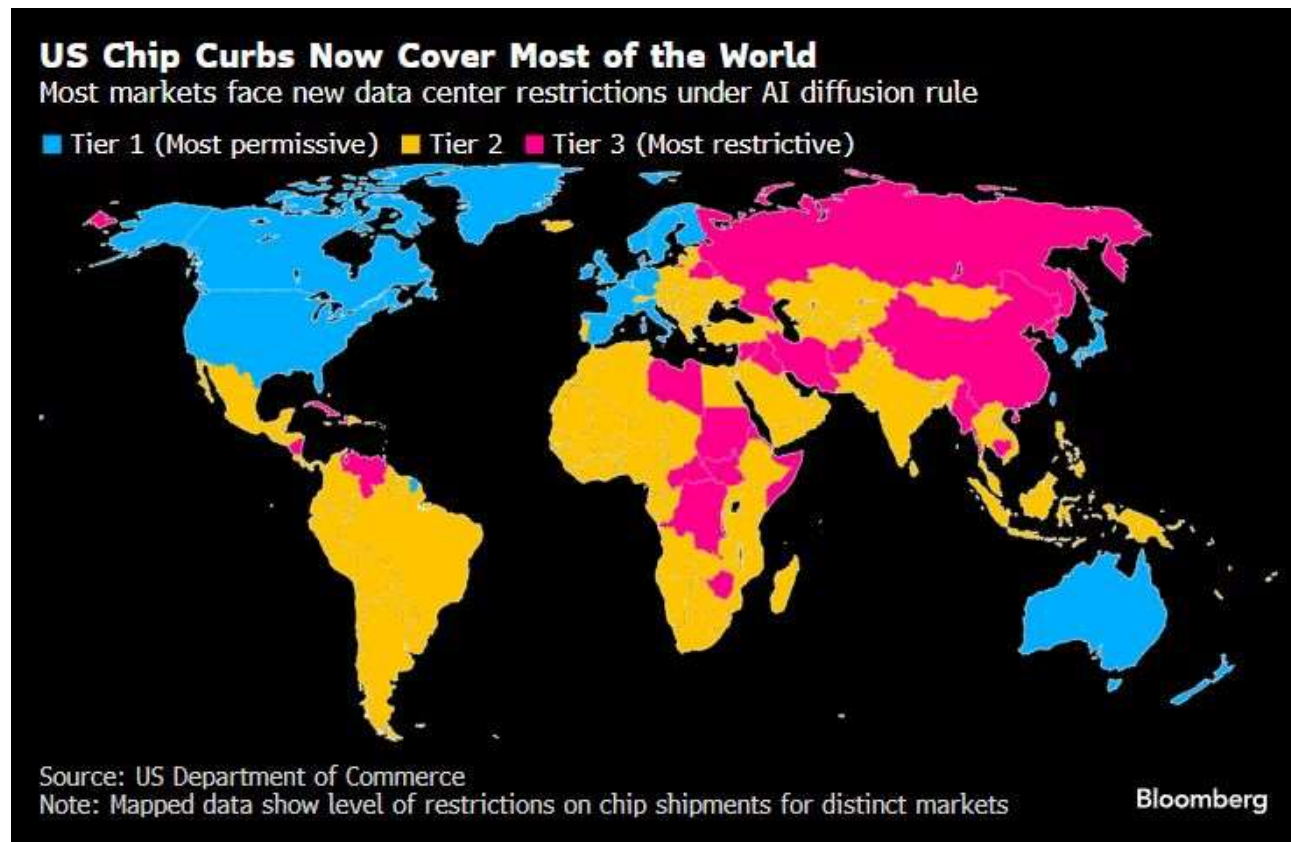 US Chip Curbs Now Cover Most of the World
Most markets face new data center restrictions under AI diffusion rule
Tier 1 (Most permissive) Tier 2 Tier 3 (Most restrictive)
Source: US Department of Commerce
Note: Mapped data show level of restrictions on chip shipments for distinct markets
Bloomberg